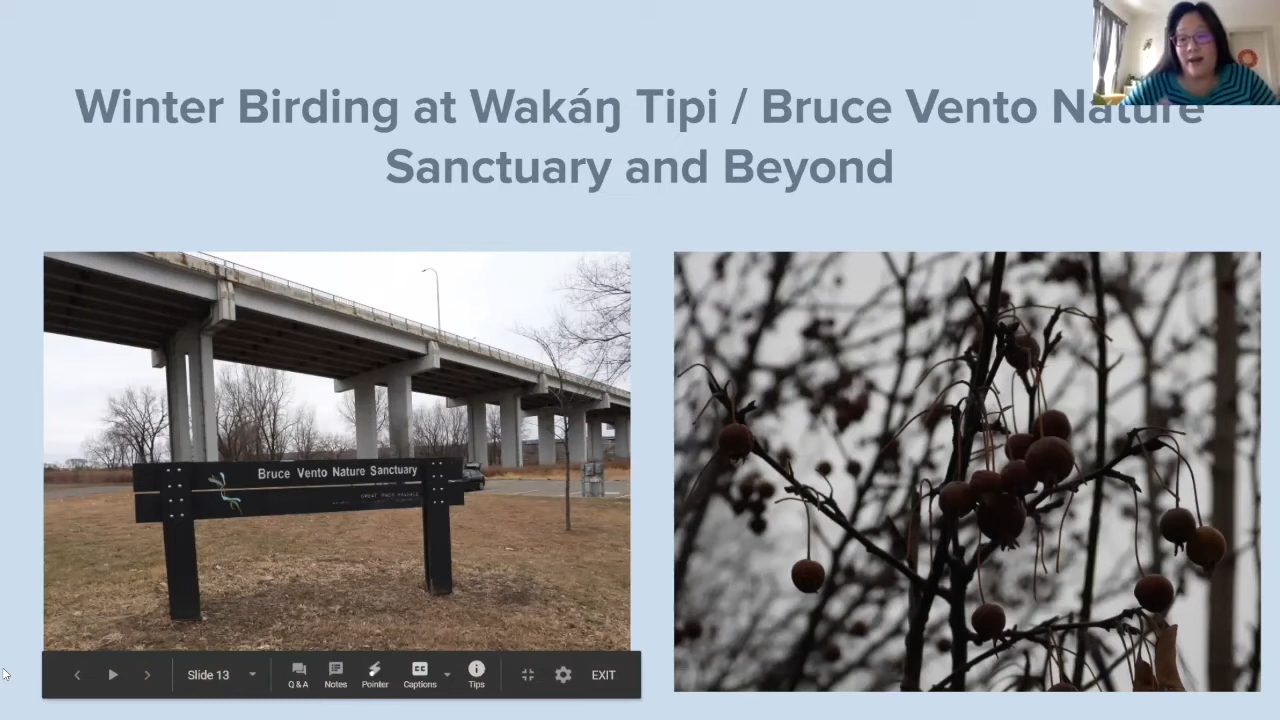 Winter Birding at Wakáŋ Tipi / Bruce Vento Nature
Sanctuary and Beyond
Bruce Vento Nature Sanctuary
Slide 13
Q & A
Notes
Pointer
Captions
Tips
EXIT